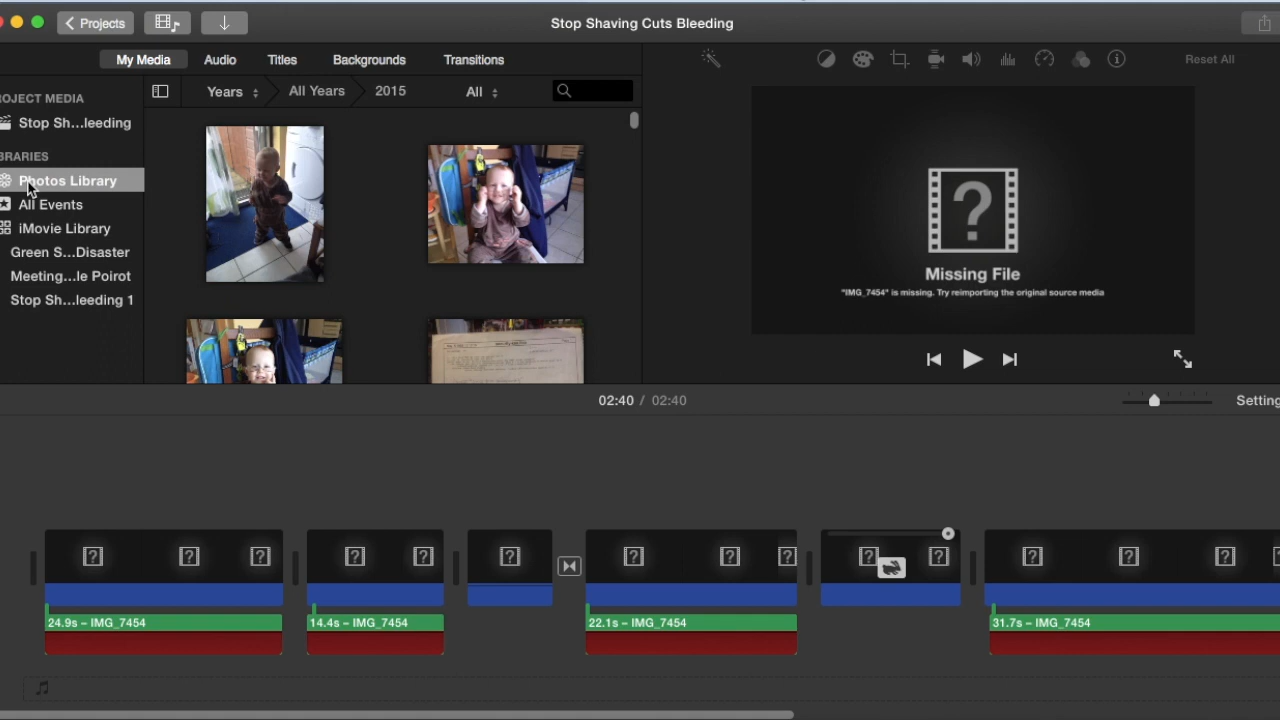 Projects
Stop Shaving Cuts Bleeding
My Media
Audio
Titles
Backgrounds
Transitions
Reset All
ROJECT MEDIA
Stop Sh...leeding
BRARIES
Photos Library
All Events
iMovie Library
Green S...Disaster
Meeting...le Poirot
Stop Sh...leeding 1
Years
All Years
2015
All
?
Missing File
"IMG_7454" is missing. Try reimporting the original source media
02:40 / 02:40
Setting
24.9s – IMG_7454
14.4s – IMG_7454
22.1s – IMG_7454
31.7s – IMG_7454